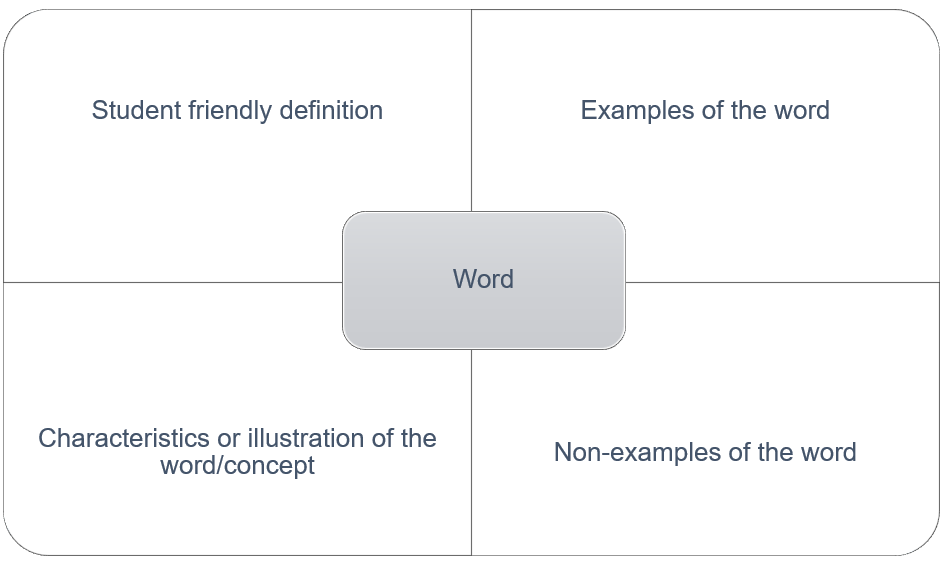 Student friendly definition
Examples of the word
Word
Characteristics or illustration of the
word/concept
Non-examples of the word